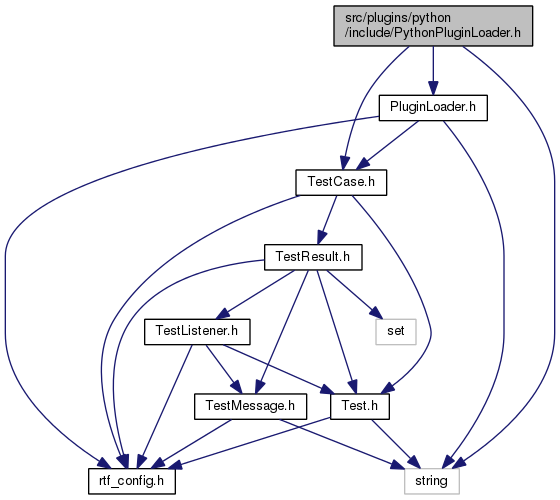 src/plugins/python
/include/PythonPluginLoader.h
PluginLoader.h
TestCase.h
TestResult.h
TestListener.h
set
TestMessage.h
Test.h
rtf_config.h
string